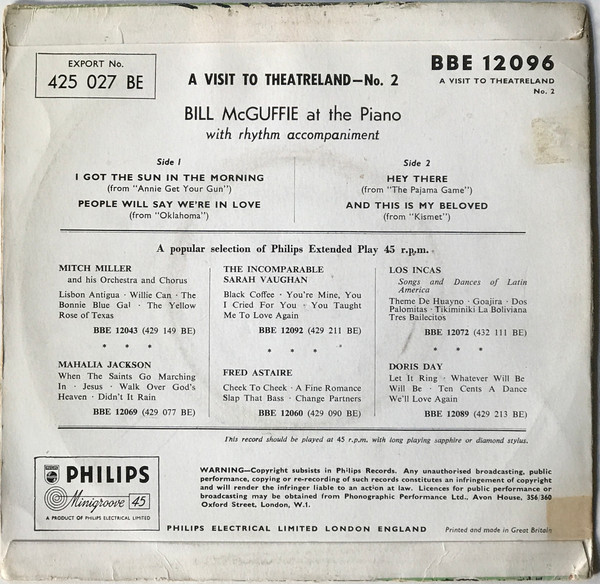 EXPORT No.
425 027 BE
A VISIT TO THEATRELAND—No. 2
BBE 12096
A VISIT TO THEATRELAND
No. 2
BILL McGUFFIE at the Piano
with rhythm accompaniment
Side 1
I GOT THE SUN IN THE MORNING
(from "Annie Get Your Gun")
PEOPLE WILL SAY WE'RE IN LOVE
(from "Oklahoma")
Side 2
HEY THERE
(from "The Pajama Game")
AND THIS IS MY BELOVED
(from "Kismet")
A popular selection of Philips Extended Play 45 r.p.m.
MITCH MILLER
and his Orchestra and Chorus
Lisbon Antigua · Willie Can · The
Bonnie Blue Gal · The Yellow
Rose of Texas
BBE 12043 (429 149 BE)
* * *
MAHALIA JACKSON
When The Saints Go Marching
In · Jesus · Walk Over God's
Heaven · Didn't It Rain
BBE 12069 (429 077 BE)
THE INCOMPARABLE
SARAH VAUGHAN
Black Coffee · You're Mine, You
I Cried For You · You Taught
Me To Love Again
BBE 12092 (429 211 BE)
* * *
FRED ASTAIRE
Cheek To Cheek · A Fine Romance
Slap That Bass · Change Partners
BBE 12060 (429 090 BE)
LOS INCAS
Songs and Dances of Latin
America
Theme De Huayno · Goajira · Dos
Palomitas · Tikiminiki La Boliviana
Tres Bailecitos
BBE 12072 (432 111 BE)
* * *
DORIS DAY
Let It Ring · Whatever Will Be
Will Be · Ten Cents A Dance
We'll Love Again
BBE 12089 (429 213 BE)
This record should be played at 45 r.p.m. with long playing sapphire or diamond stylus.
PHILIPS
Minigroove 45
A PRODUCT OF PHILIPS ELECTRICAL LIMITED
WARNING—Copyright subsists in Philips Records. Any unauthorised broadcasting, public
performance, copying or re-recording of such records constitutes an infringement of copyright
and will render the infringer liable to an action at law. Licences for public performance or
broadcasting may be obtained from Phonographic Performance Ltd., Avon House, 356/360
Oxford Street, London, W.1.
PHILIPS ELECTRICAL LIMITED LONDON ENGLAND
Printed and made in Great Britain